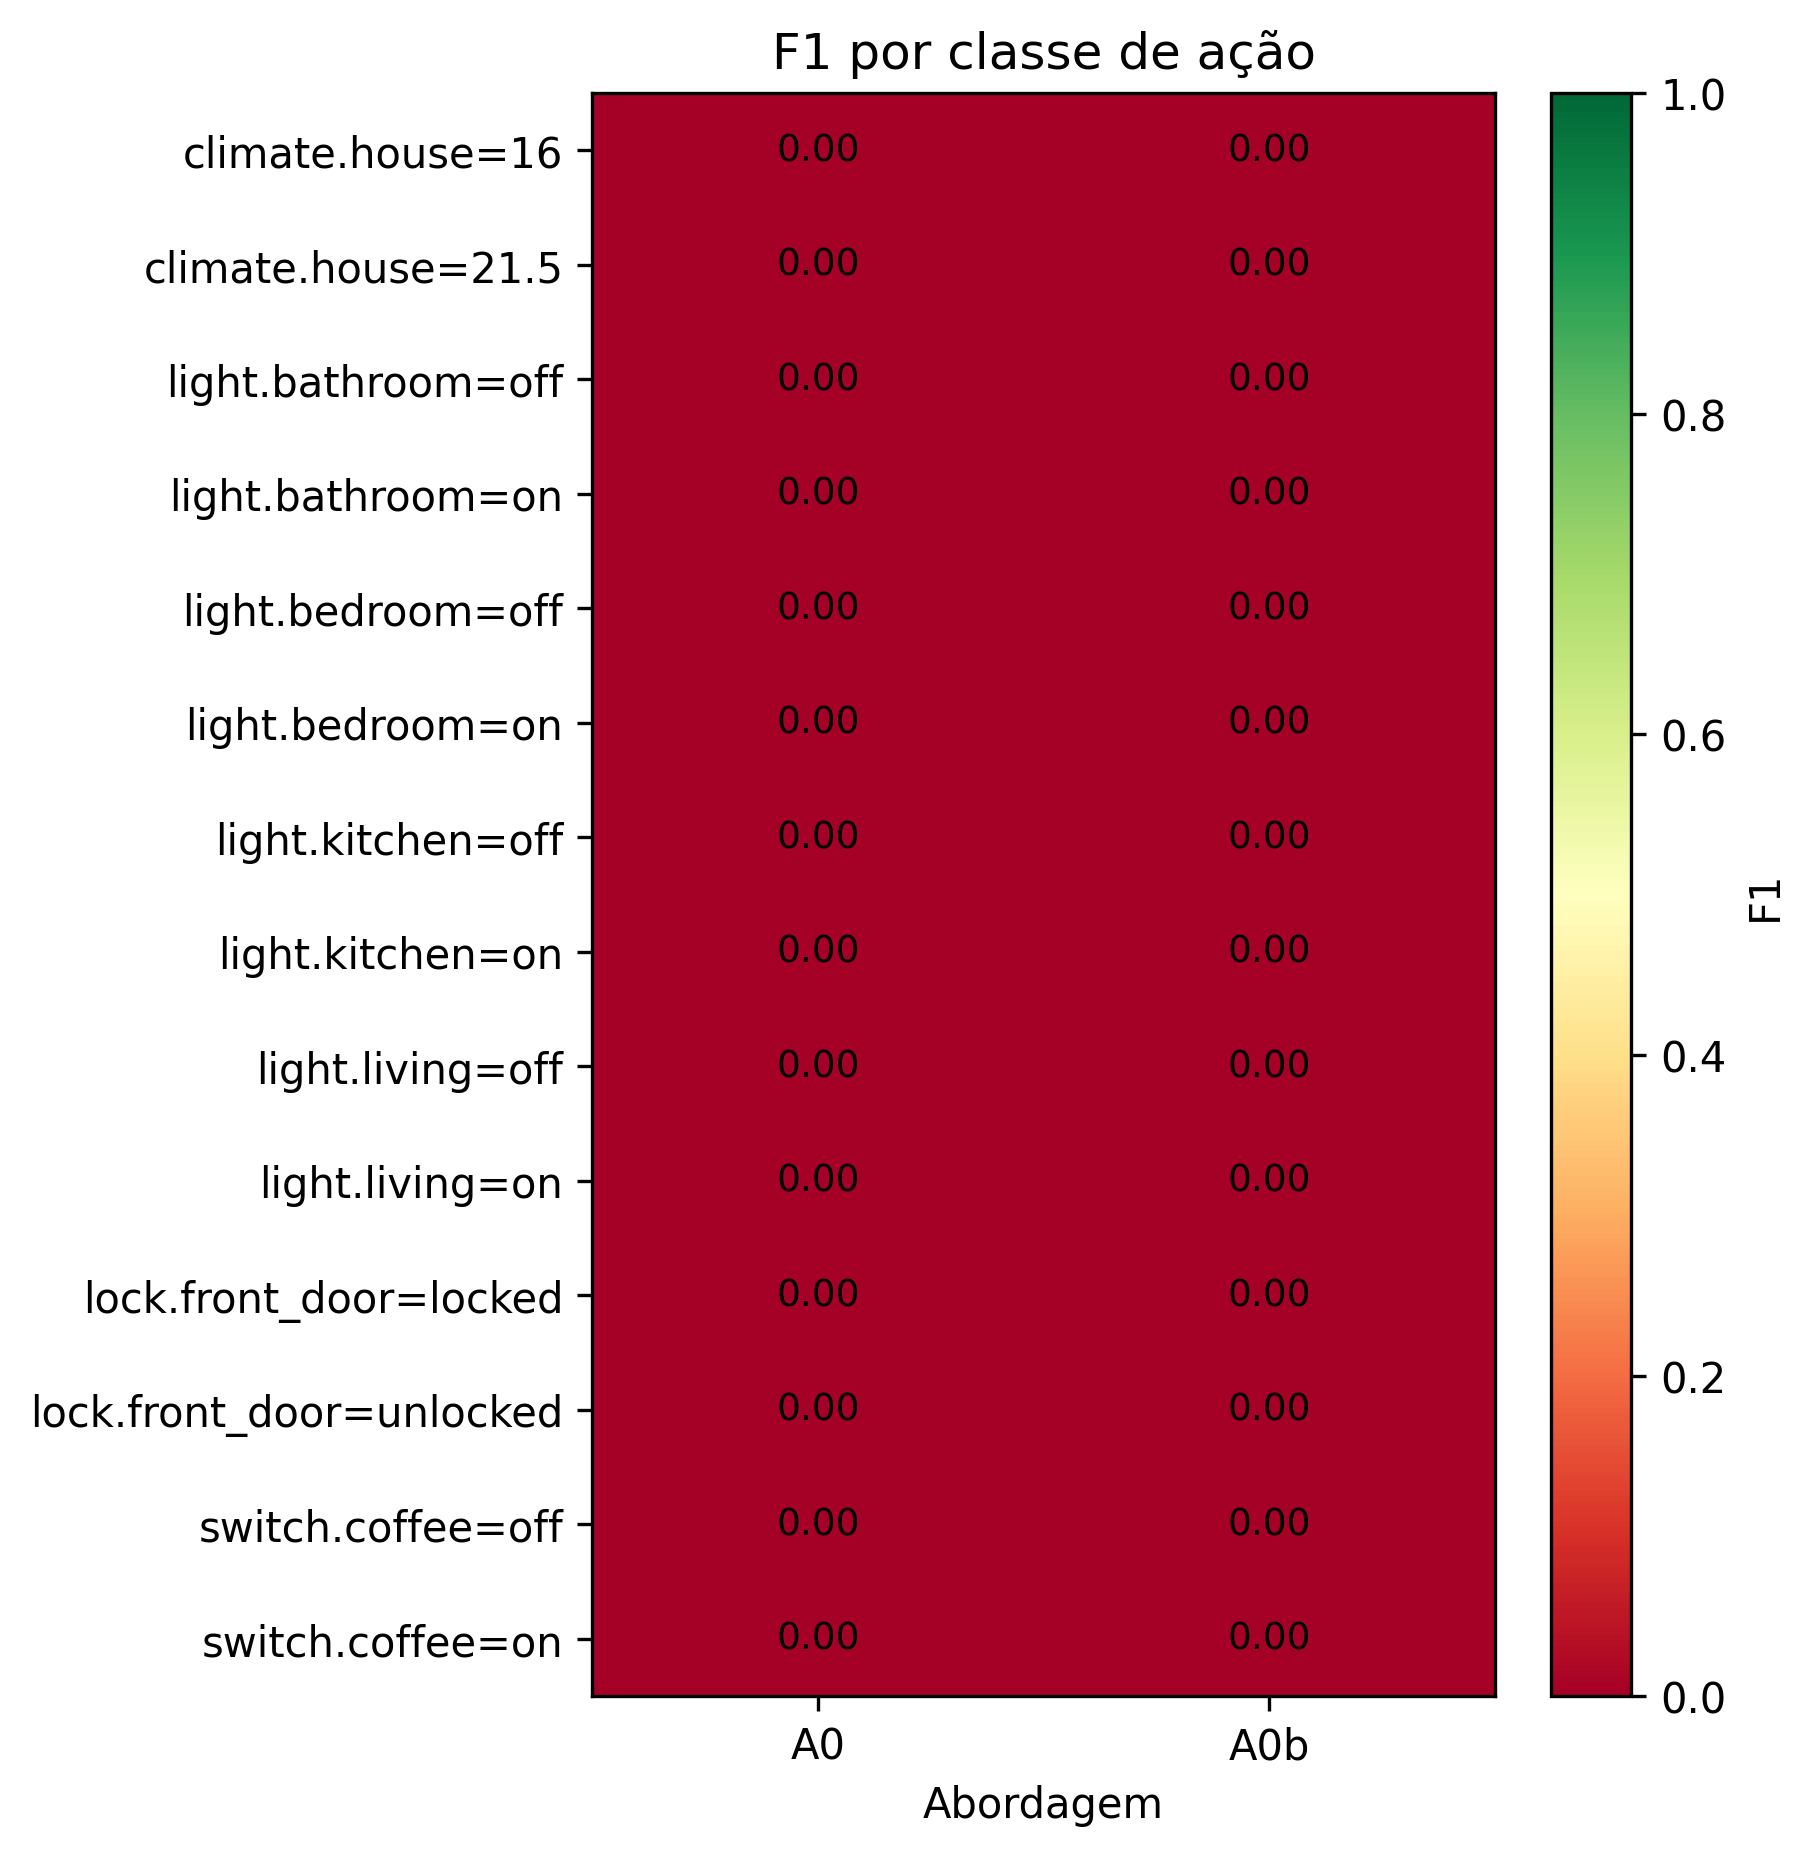 F1 por classe de ação
climate.house=16 0.00 0.00
climate.house=21.5 0.00 0.00
light.bathroom=off 0.00 0.00
light.bathroom=on 0.00 0.00
light.bedroom=off 0.00 0.00
light.bedroom=on 0.00 0.00
light.kitchen=off 0.00 0.00
light.kitchen=on 0.00 0.00
light.living=off 0.00 0.00
light.living=on 0.00 0.00
lock.front_door=locked 0.00 0.00
lock.front_door=unlocked 0.00 0.00
switch.coffee=off 0.00 0.00
switch.coffee=on 0.00 0.00
A0 A0b
Abordagem
1.0
0.8
0.6
0.4
0.2
0.0
F1